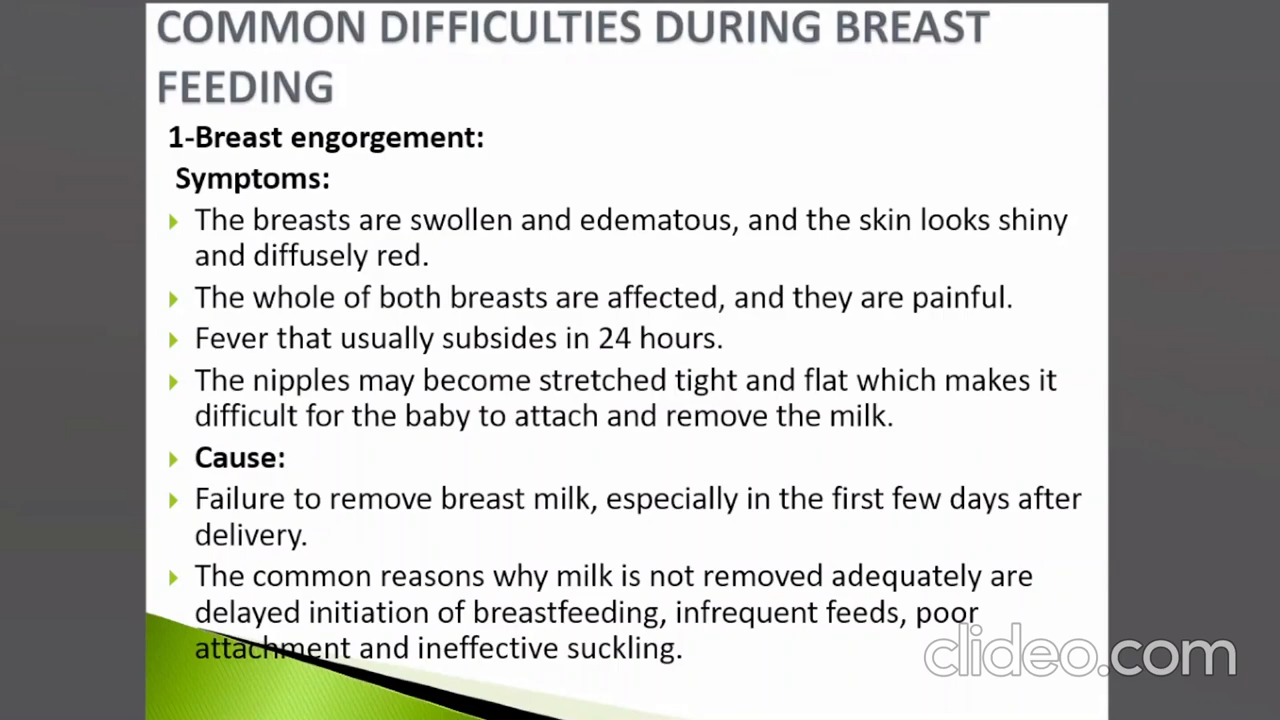 COMMON DIFFICULTIES DURING BREAST
FEEDING
1-Breast engorgement:
Symptoms:
The breasts are swollen and edematous, and the skin looks shiny
and diffusely red.
The whole of both breasts are affected, and they are painful.
Fever that usually subsides in 24 hours.
The nipples may become stretched tight and flat which makes it
difficult for the baby to attach and remove the milk.
Cause:
Failure to remove breast milk, especially in the first few days after
delivery.
The common reasons why milk is not removed adequately are
delayed initiation of breastfeeding, infrequent feeds, poor
attachment and ineffective suckling.
clideo.com